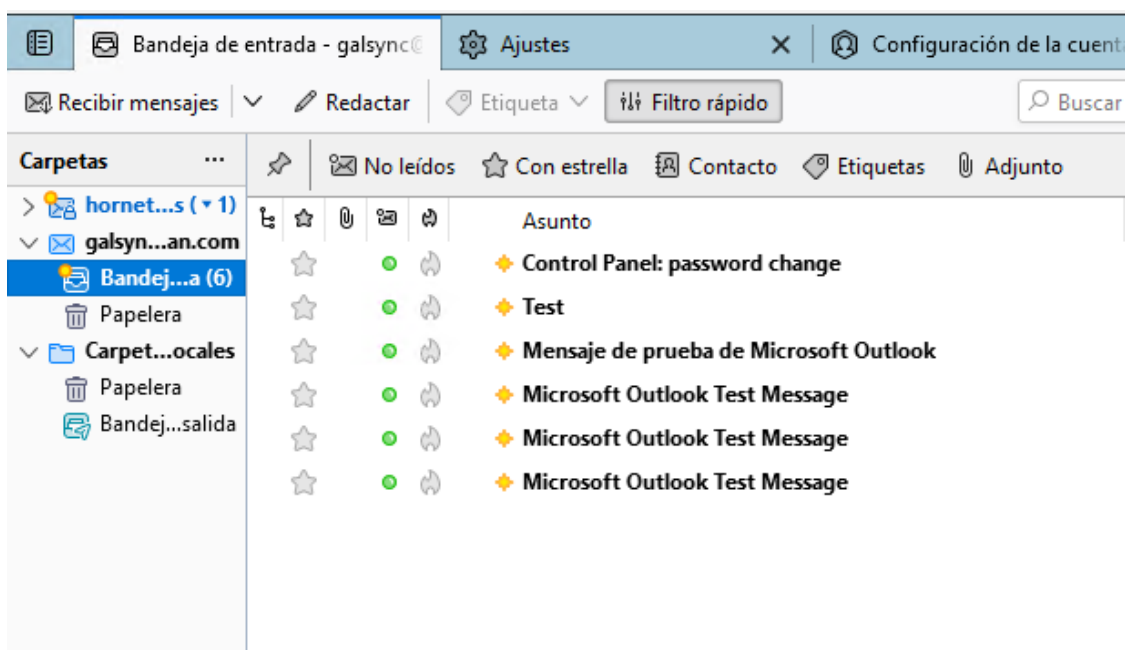 Bandeja de entrada - galsync@
Ajustes
Configuración de la cuenta
Recibir mensajes
Redactar
Etiqueta
Filtro rápido
Buscar
Carpetas ...
No leídos
Con estrella
Contacto
Etiquetas
Adjunto
hornet...s (▾ 1)
Asunto
galsyn...an.com
Control Panel: password change
Bandej...a (6)
Test
Papelera
Mensaje de prueba de Microsoft Outlook
Carpet...ocales
Microsoft Outlook Test Message
Papelera
Microsoft Outlook Test Message
Bandej...salida
Microsoft Outlook Test Message